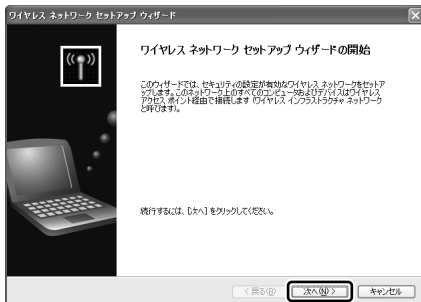 ワイヤレス ネットワーク セットアップ ウィザード
ワイヤレス ネットワーク セットアップ ウィザードの開始
このウィザードでは、セキュリティの設定が有効なワイヤレス ネットワークをセットア
ップします。このネットワーク上のすべてのコンピュータおよびデバイスはワイヤレス
アクセス ポイント経由で接続します (ワイヤレス インフラストラクチャ ネットワーク
と呼びます)。
続行するには、[次へ] をクリックしてください。
< 戻る(B)
次へ(N) >
キャンセル